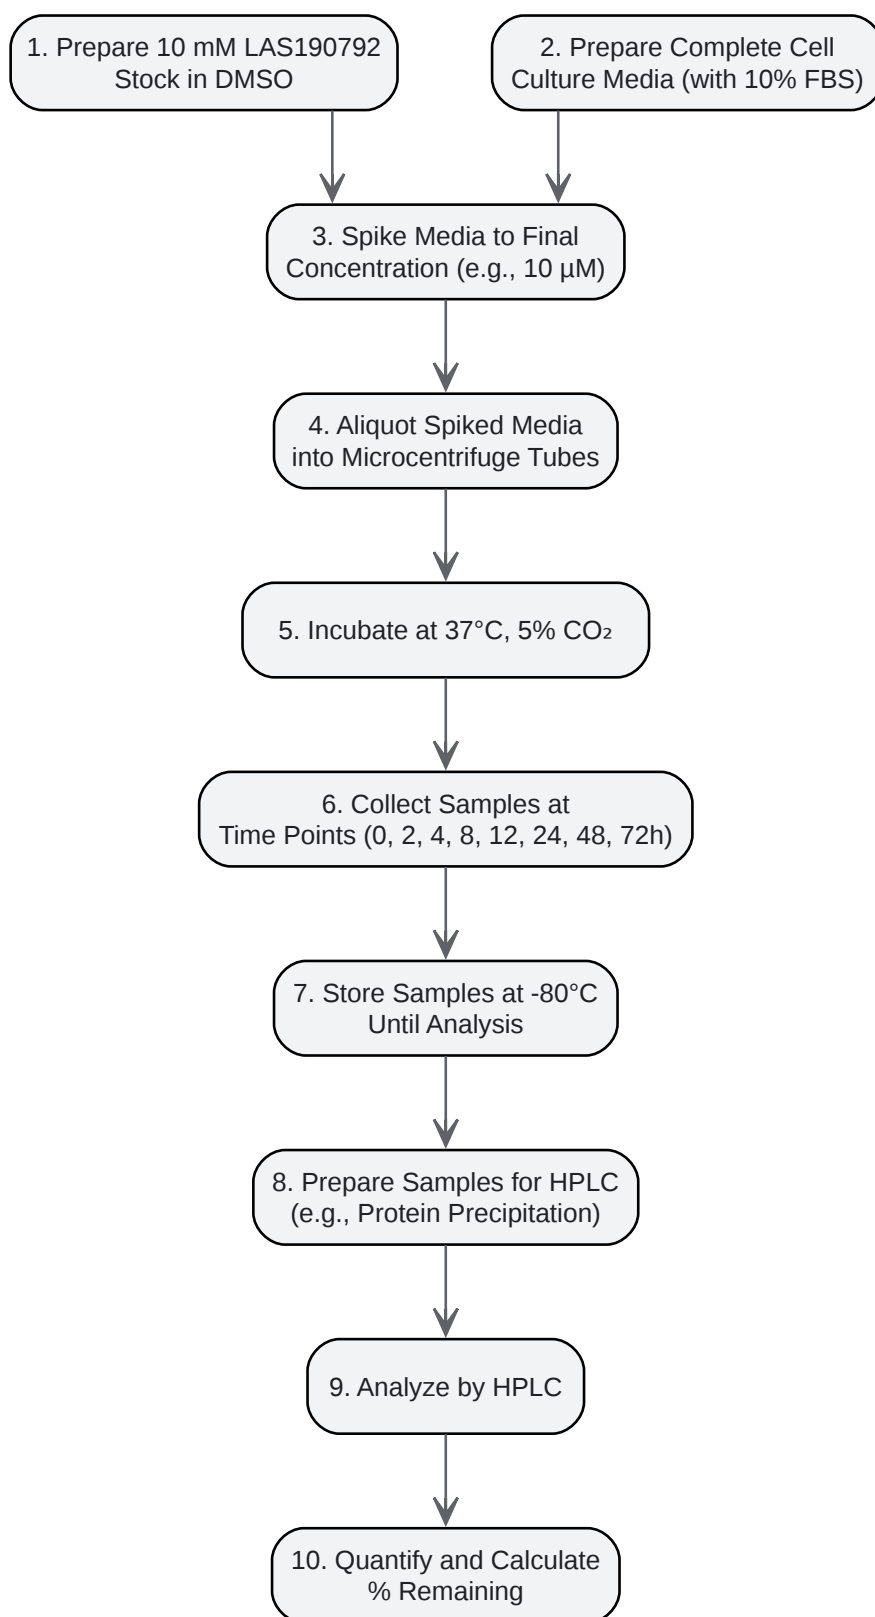 1. Prepare 10 mM LAS190792
Stock in DMSO
2. Prepare Complete Cell
Culture Media (with 10% FBS)
3. Spike Media to Final
Concentration (e.g., 10 µM)
4. Aliquot Spiked Media
into Microcentrifuge Tubes
5. Incubate at 37°C, 5% CO₂
6. Collect Samples at
Time Points (0, 2, 4, 8, 12, 24, 48, 72h)
7. Store Samples at -80°C
Until Analysis
8. Prepare Samples for HPLC
(e.g., Protein Precipitation)
9. Analyze by HPLC
10. Quantify and Calculate
% Remaining